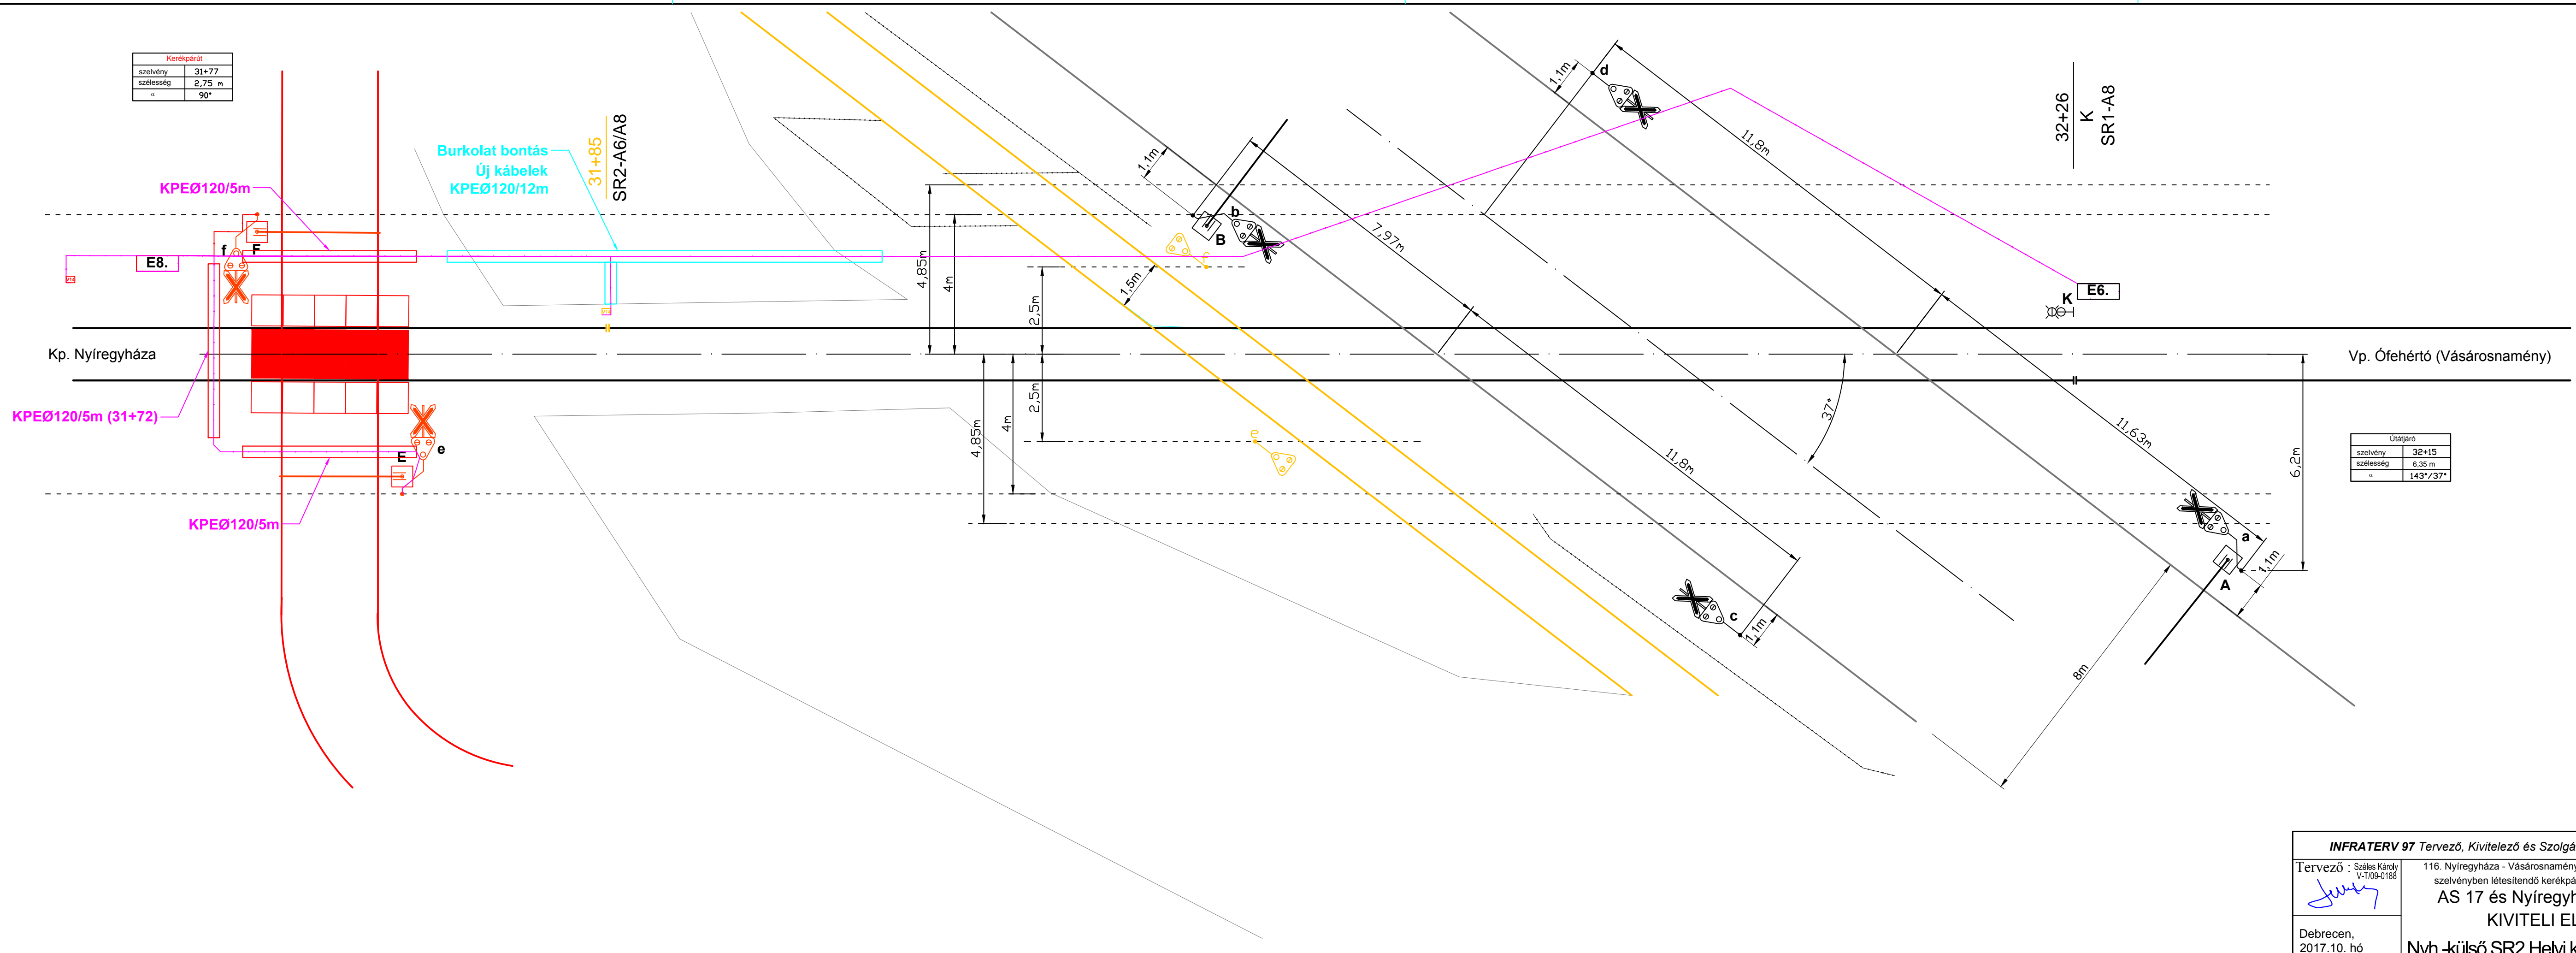 Kerékpárút
szelvény 31+77
szélesség 2,75 m
α 90°
KPEØ120/5m
Burkolat bontás
Új kábelek
KPEØ120/12m
31+85
SR2-A6/A8
f
F
E8.
Kp. Nyíregyháza
KPEØ120/5m (31+72)
E
e
KPEØ120/5m
1,1m
d
11,8m
32+26
K
SR1-A8
1,1m
b
B
7,97m
4,85m
4m
2,5m
1,5m
f
E6.
K
Vp. Ófehértó (Vásárosnamény)
37°
2,5m
4m
4,85m
e
11,8m
11,63m
6,2m
Útátjáró
szelvény 32+15
szélesség 6,35 m
α 143°/37°
a
A
1,1m
c
1,1m
8m
INFRATERV 97 Tervező, Kivitelező és Szolgá
Tervező : Széles Károly
V-T/09-0188
116. Nyíregyháza - Vásárosnamény
szelvényben létesítendő kerékpá
AS 17 és Nyíregyh
KIVITELI EL
Debrecen,
2017.10. hó
Nyh.-külső SR2 Helyi k